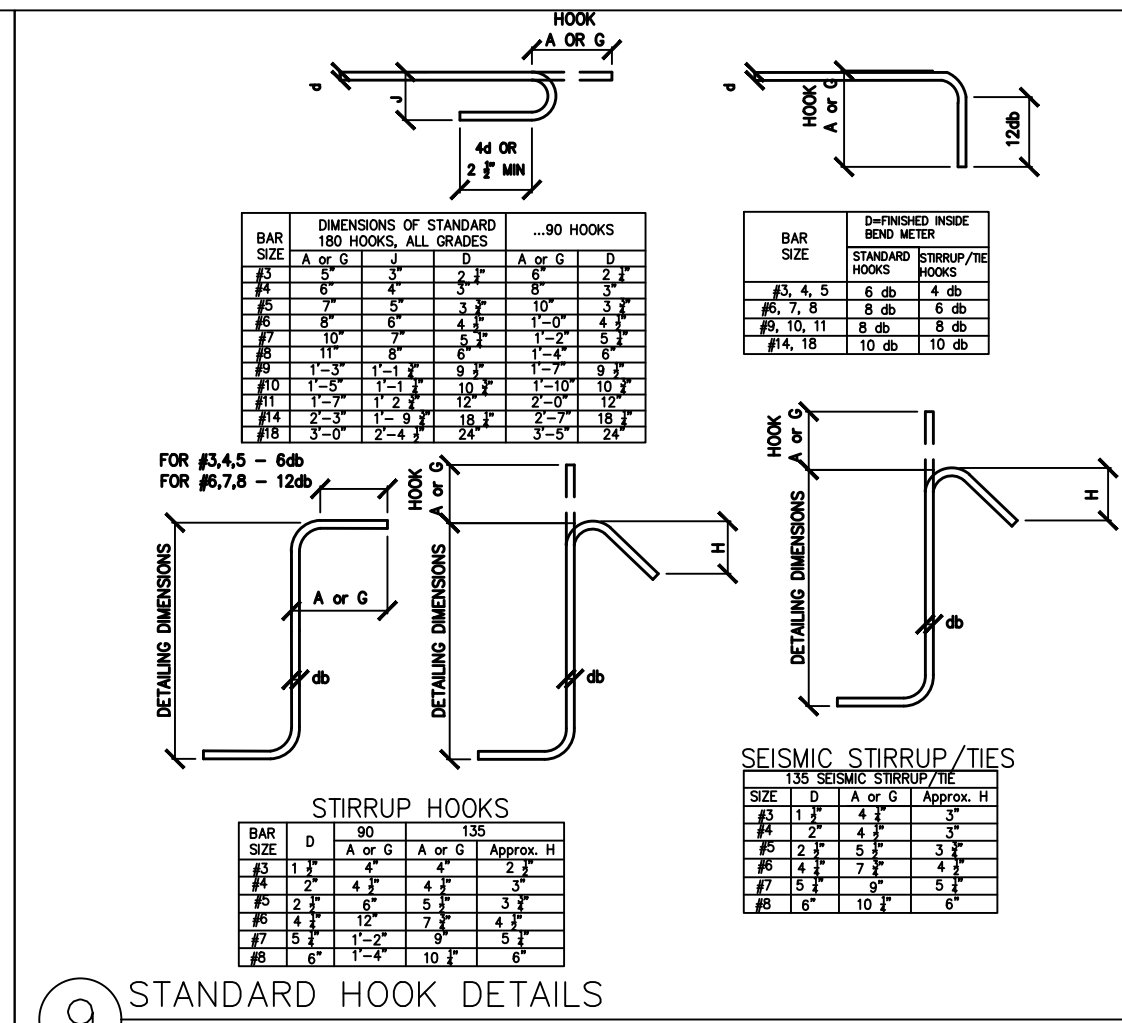 HOOK
A OR G
d
J
4d OR
2 1/2" MIN
d
HOOK
A or G
12db
BAR SIZE | DIMENSIONS OF STANDARD 180 HOOKS, ALL GRADES | ...90 HOOKS
A or G | J | D | A or G | D
#3 | 5" | 3" | 2 1/4" | 6" | 2 1/4"
#4 | 6" | 4" | 3" | 8" | 3"
#5 | 7" | 5" | 3 3/4" | 10" | 3 3/4"
#6 | 8" | 6" | 4 1/2" | 1'-0" | 4 1/2"
#7 | 10" | 7" | 5 1/4" | 1'-2" | 5 1/4"
#8 | 11" | 8" | 6" | 1'-4" | 6"
#9 | 1'-3" | 1'-1 3/4" | 9 1/2" | 1'-7" | 9 1/2"
#10 | 1'-5" | 1'-1 1/4" | 10 3/4" | 1'-10" | 10 3/4"
#11 | 1'-7" | 1' 2 3/4" | 12" | 2'-0" | 12"
#14 | 2'-3" | 1'- 9 3/4" | 18 1/4" | 2'-7" | 18 1/4"
#18 | 3'-0" | 2'-4 1/2" | 24" | 3'-5" | 24"
BAR SIZE | D=FINISHED INSIDE BEND METER
STANDARD HOOKS | STIRRUP/TIE HOOKS
#3, 4, 5 | 6 db | 4 db
#6, 7, 8 | 8 db | 6 db
#9, 10, 11 | 8 db | 8 db
#14, 18 | 10 db | 10 db
FOR #3,4,5 - 6db
FOR #6,7,8 - 12db
DETAILING DIMENSIONS
A or G
db
HOOK
A or G
DETAILING DIMENSIONS
H
db
HOOK
A or G
DETAILING DIMENSIONS
H
db
STIRRUP HOOKS
BAR SIZE | D | 90 | 135
A or G | A or G | Approx. H
#3 | 1 1/2" | 4" | 4" | 2 1/2"
#4 | 2" | 4 1/2" | 4 1/2" | 3"
#5 | 2 1/2" | 6" | 5 1/2" | 3 3/4"
#6 | 4 1/4" | 12" | 7 3/4" | 4 1/2"
#7 | 5 1/4" | 1'-2" | 9" | 5 1/4"
#8 | 6" | 1'-4" | 10 1/4" | 6"
SEISMIC STIRRUP/TIES
135 SEISMIC STIRRUP/TIE
SIZE | D | A or G | Approx. H
#3 | 1 1/2" | 4 1/4" | 3"
#4 | 2" | 4 1/2" | 3"
#5 | 2 1/2" | 5 1/2" | 3 3/4"
#6 | 4 1/4" | 7 3/4" | 4 1/2"
#7 | 5 1/4" | 9" | 5 1/4"
#8 | 6" | 10 1/4" | 6"
9 STANDARD HOOK DETAILS